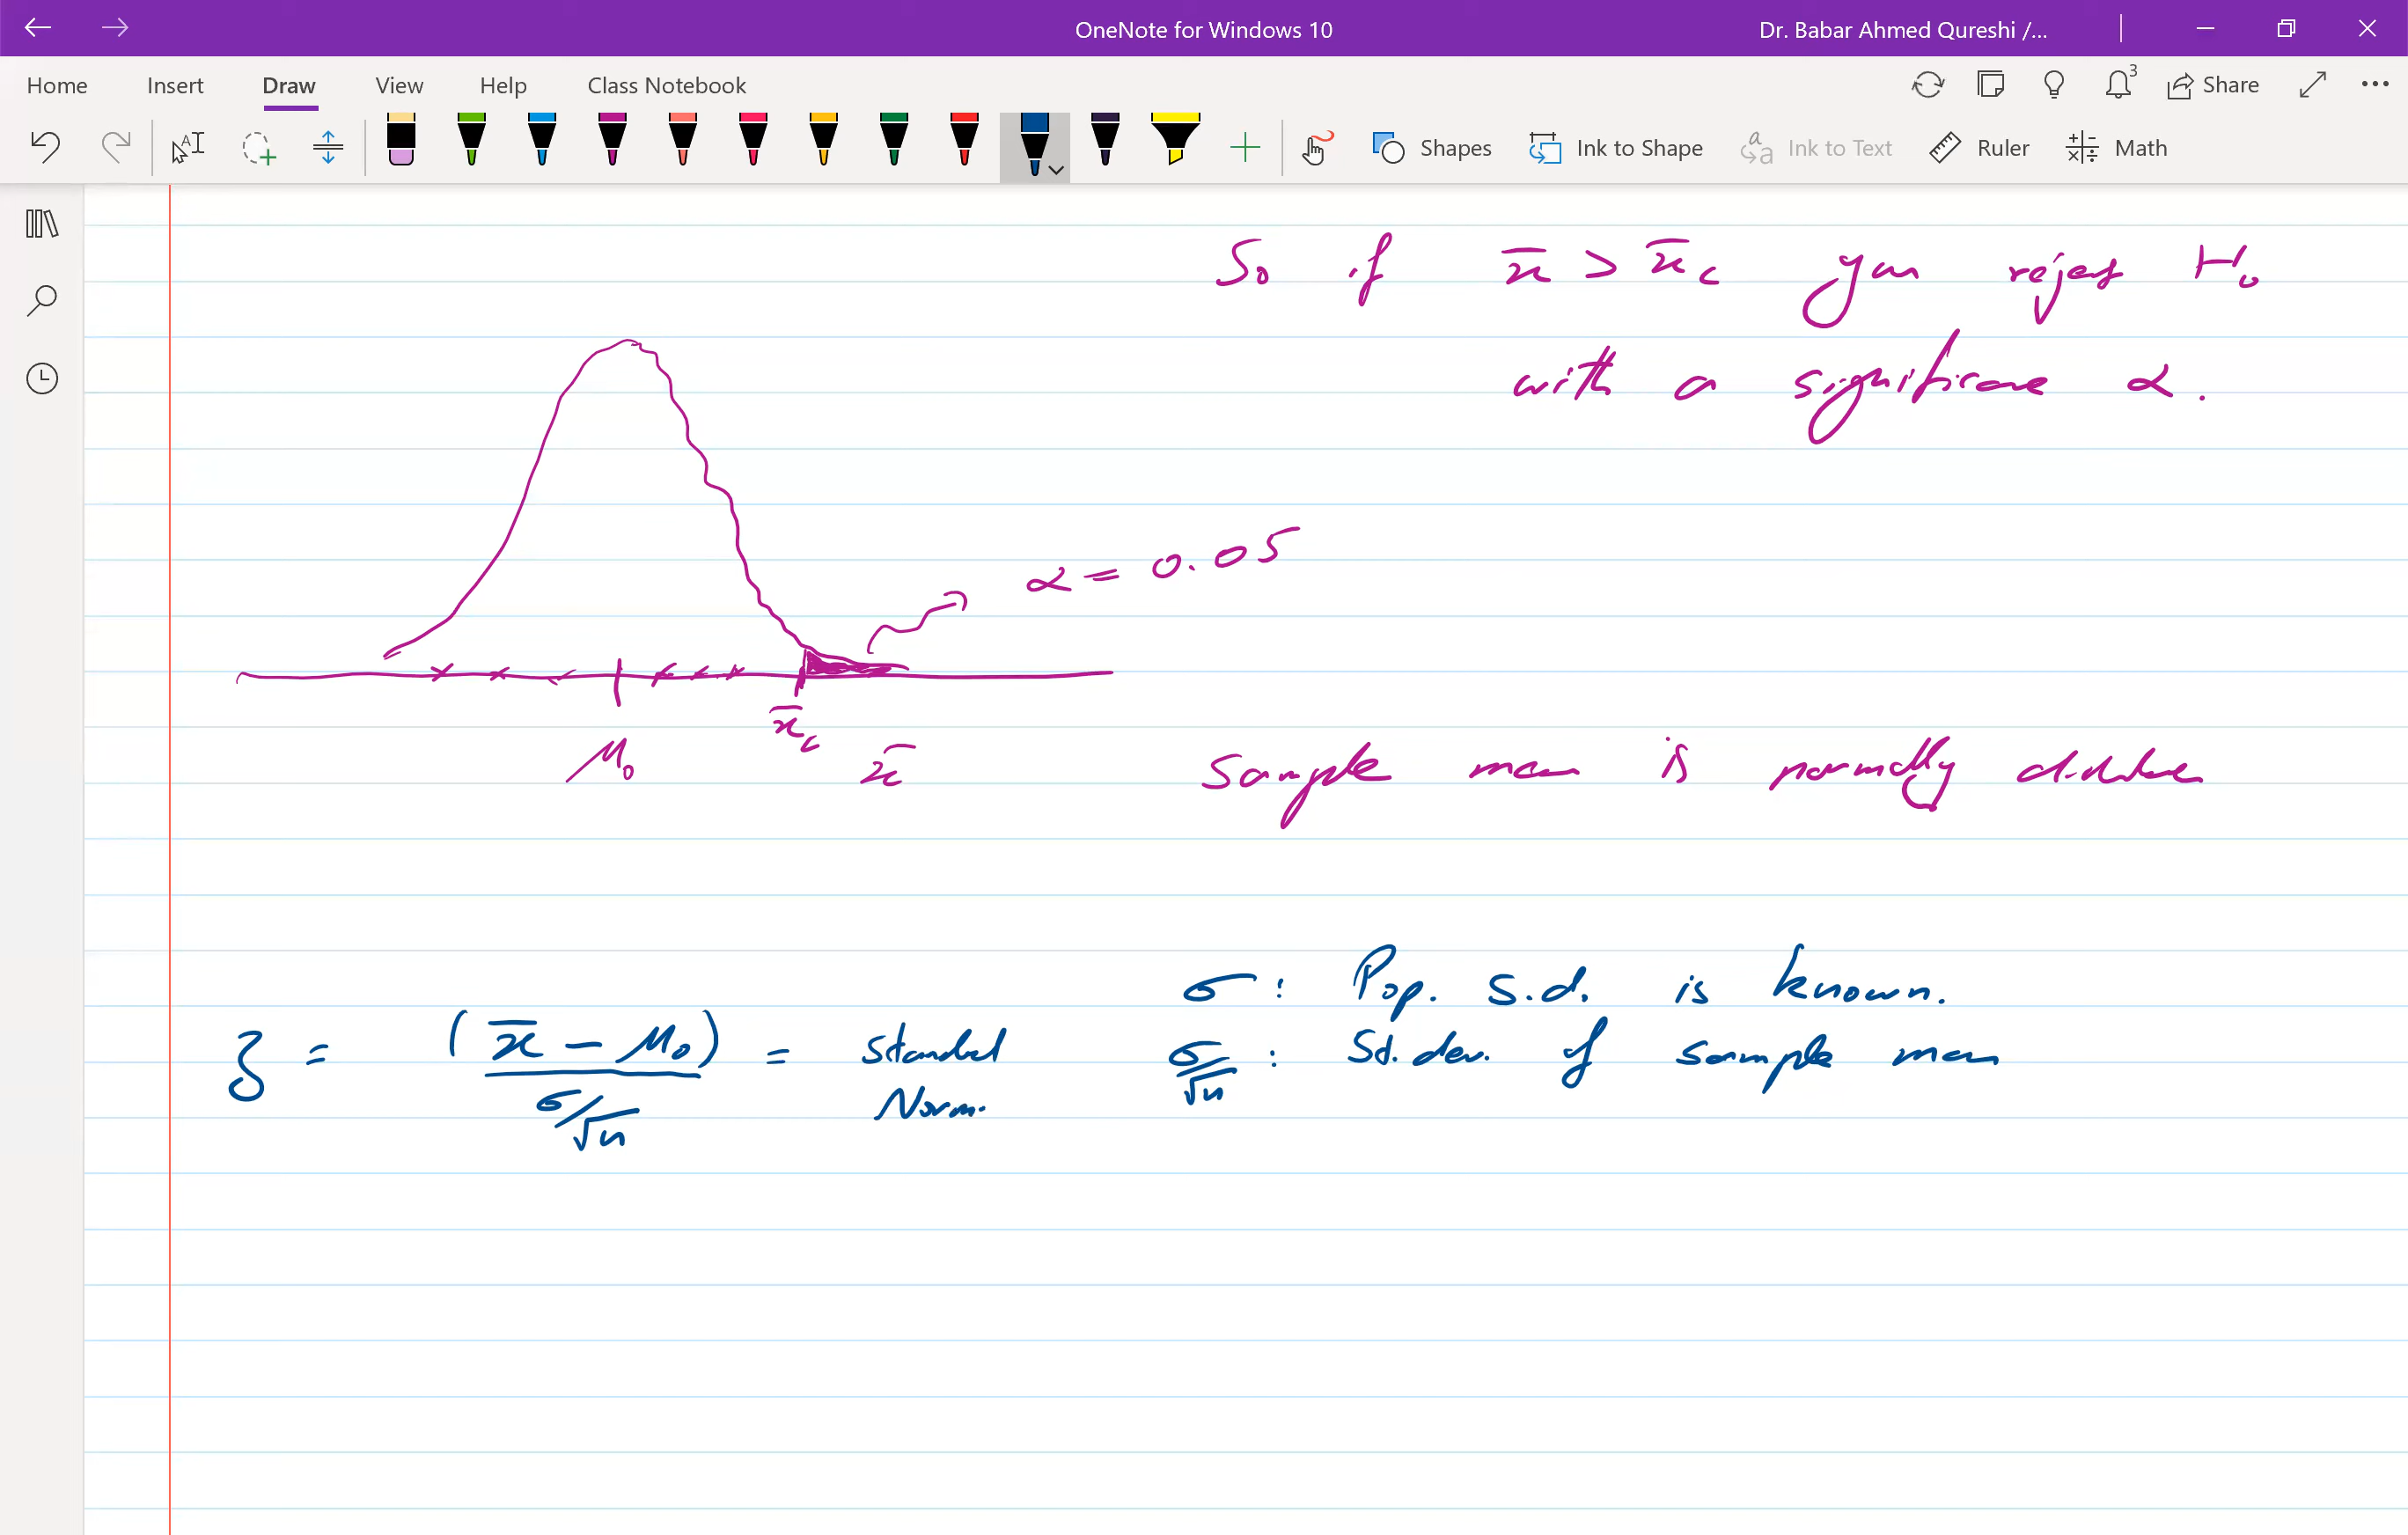 OneNote for Windows 10
Dr. Babar Ahmed Qureshi /...
Home Insert Draw View Help Class Notebook
3 Share
Shapes Ink to Shape Ink to Text Ruler Math
So if x̄ > x̄c you reject H₀
with a significance α.
α = 0.05
x̄c
μ₀ x̄
Sample mean is normally
σ: Pop. s.d. is known.
z = (x̄ - μ₀) / σ/√n = Standard Norm.
σ/√n : St. dev. of sample mean